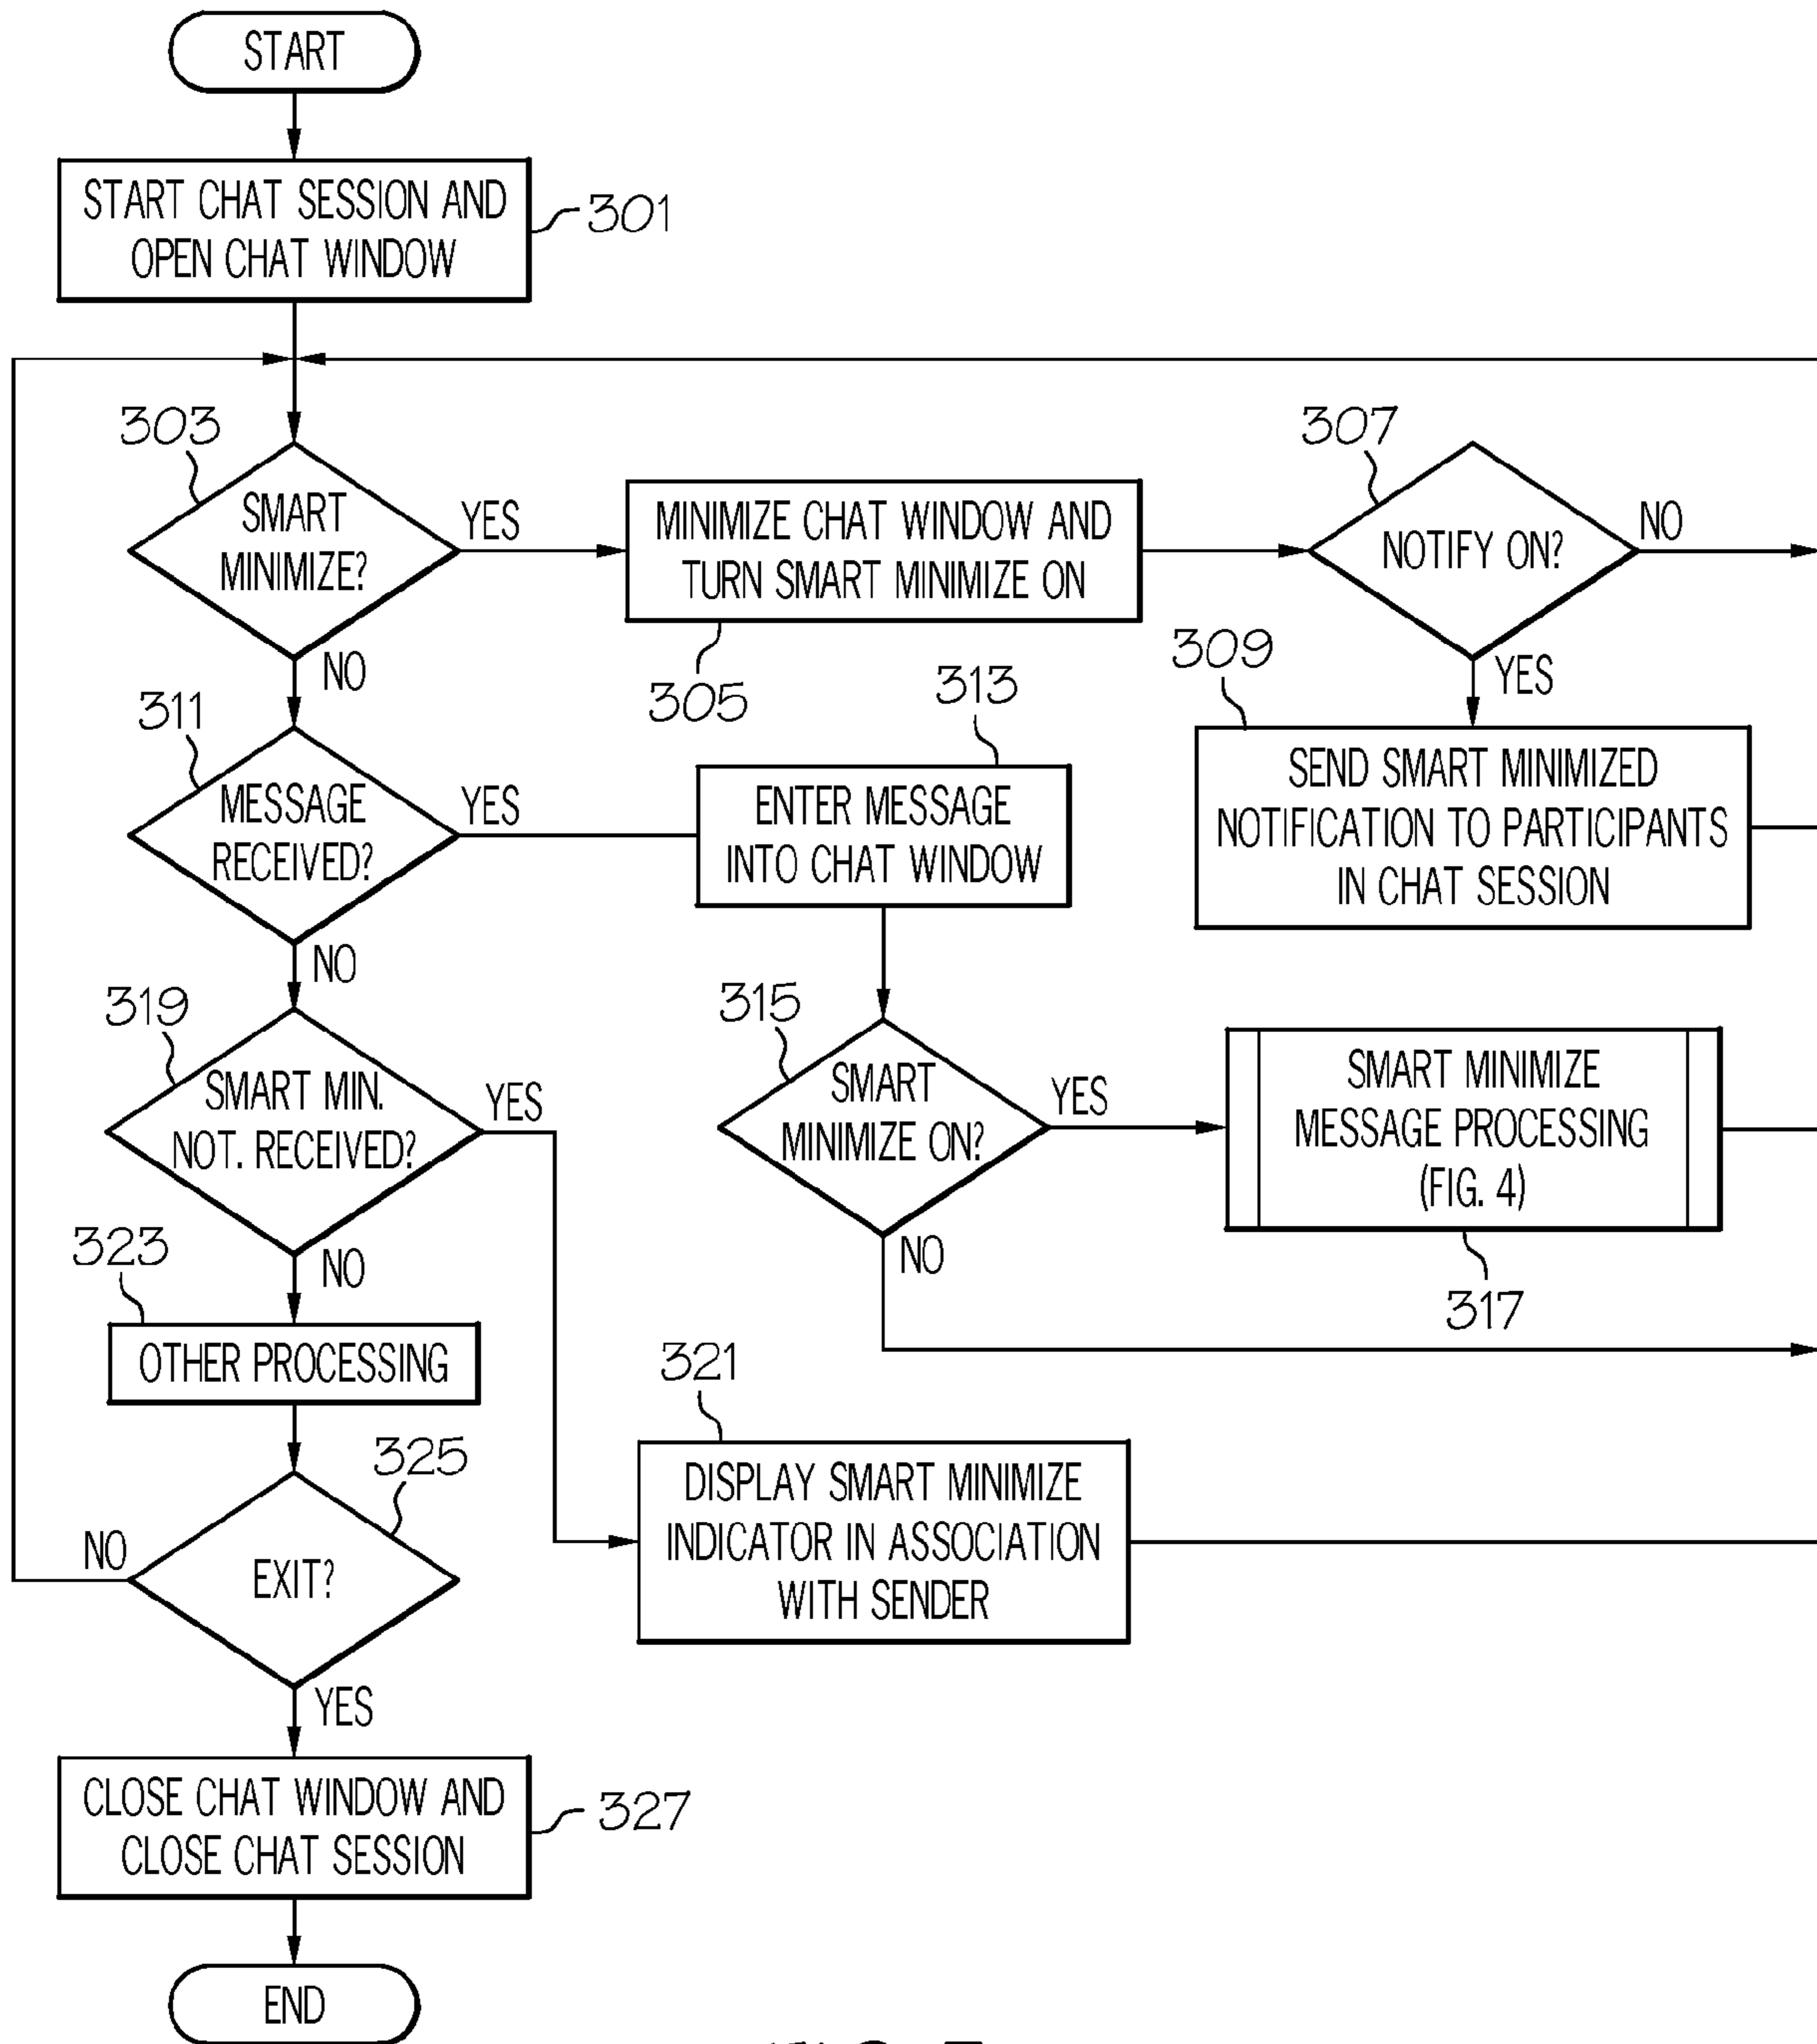 START
START CHAT SESSION AND
OPEN CHAT WINDOW
301
303
SMART
MINIMIZE?
YES
NO
MINIMIZE CHAT WINDOW AND
TURN SMART MINIMIZE ON
305
307
NOTIFY ON?
NO
YES
309
SEND SMART MINIMIZED
NOTIFICATION TO PARTICIPANTS
IN CHAT SESSION
311
MESSAGE
RECEIVED?
YES
NO
313
ENTER MESSAGE
INTO CHAT WINDOW
315
SMART
MINIMIZE ON?
YES
NO
SMART MINIMIZE
MESSAGE PROCESSING
(FIG. 4)
317
319
SMART MIN.
NOT. RECEIVED?
YES
NO
321
DISPLAY SMART MINIMIZE
INDICATOR IN ASSOCIATION
WITH SENDER
323
OTHER PROCESSING
325
EXIT?
NO
YES
CLOSE CHAT WINDOW AND
CLOSE CHAT SESSION
327
END